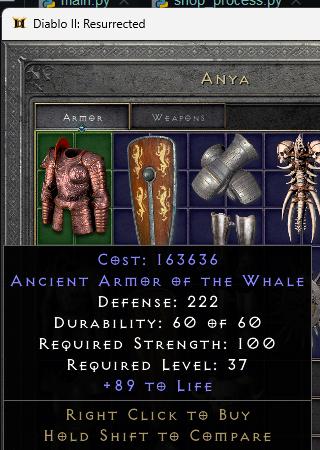 main.py
shop_process.py
Diablo II: Resurrected
Anya
Armor
Weapons
Cost: 163636
Ancient Armor of the Whale
Defense: 222
Durability: 60 of 60
Required Strength: 100
Required Level: 37
+89 to Life
Right Click to Buy
Hold Shift to Compare